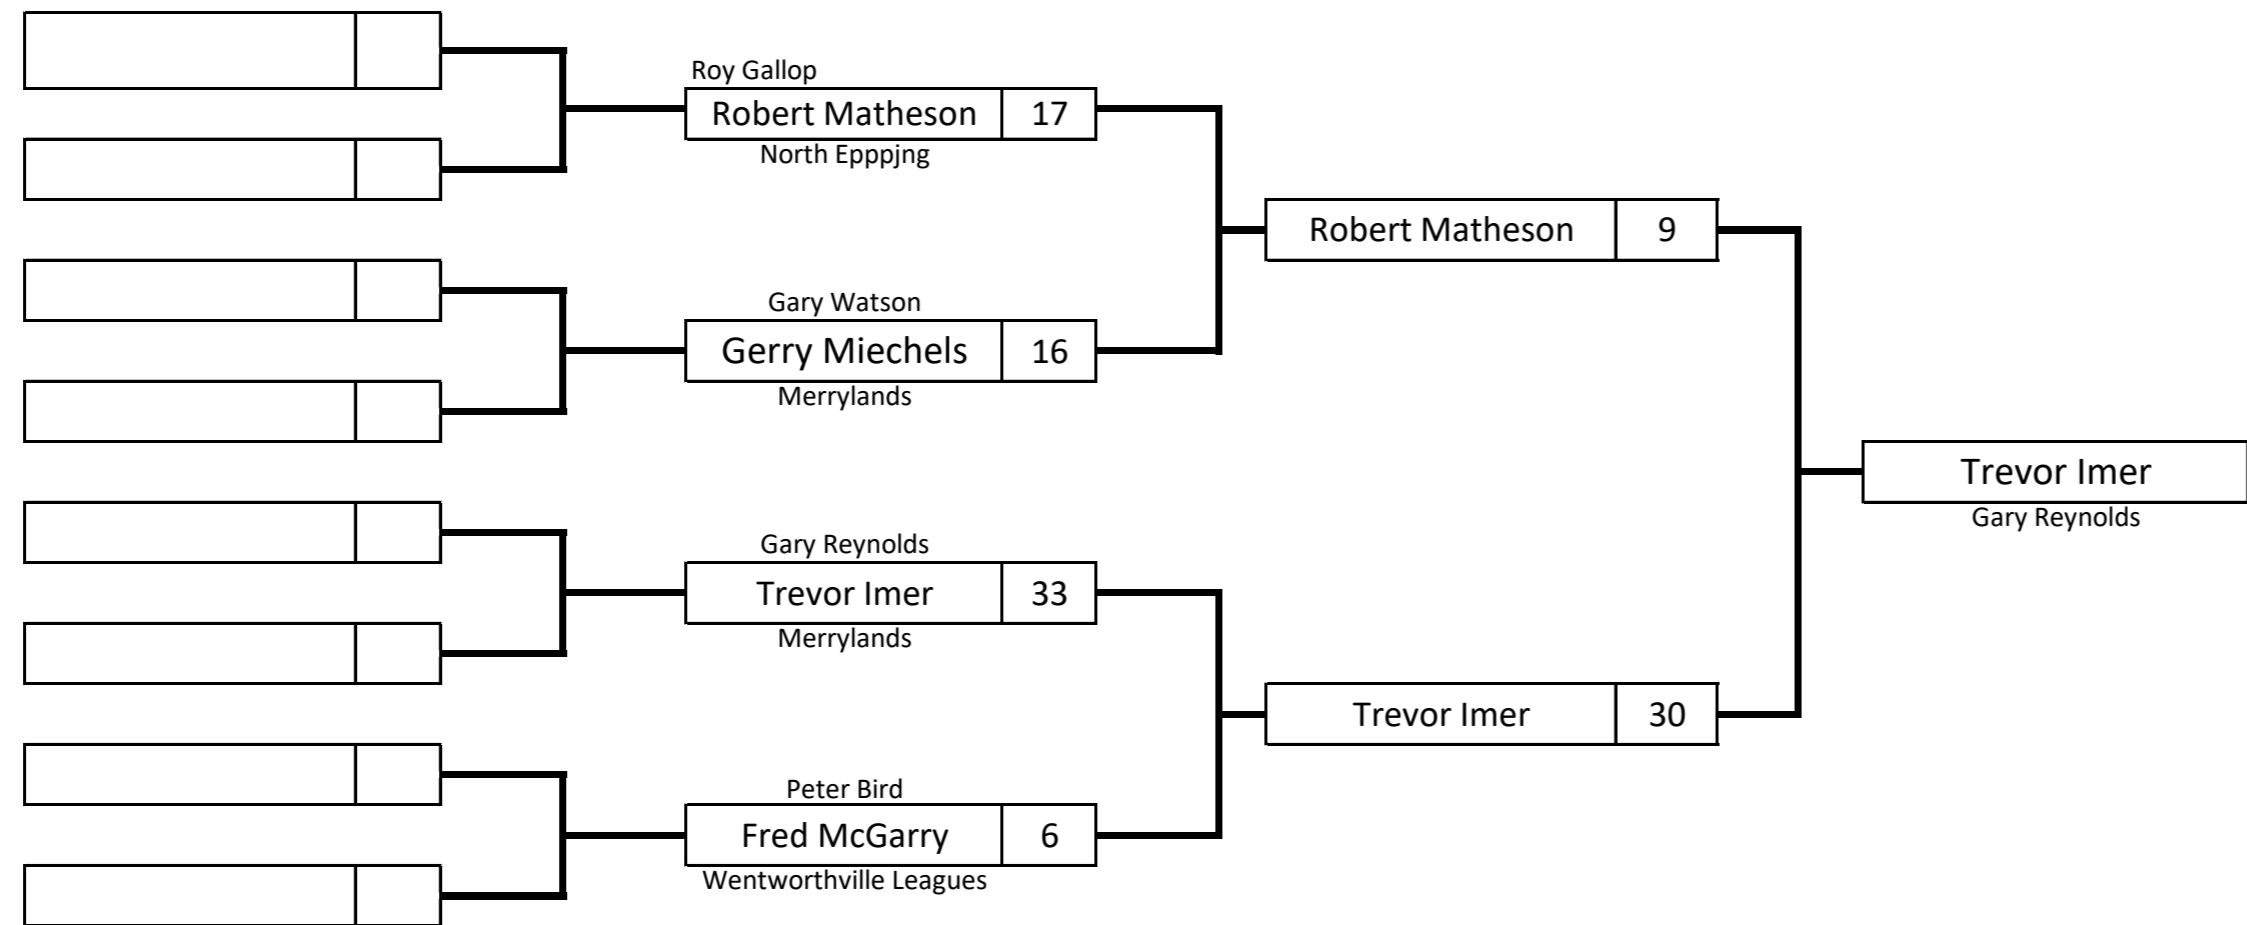 Roy Gallop
Robert Matheson 17
North Epppjng
Gary Watson
Gerry Miechels 16
Merrylands
Gary Reynolds
Trevor Imer 33
Merrylands
Peter Bird
Fred McGarry 6
Wentworthville Leagues
Robert Matheson 9
Trevor Imer 30
Trevor Imer
Gary Reynolds